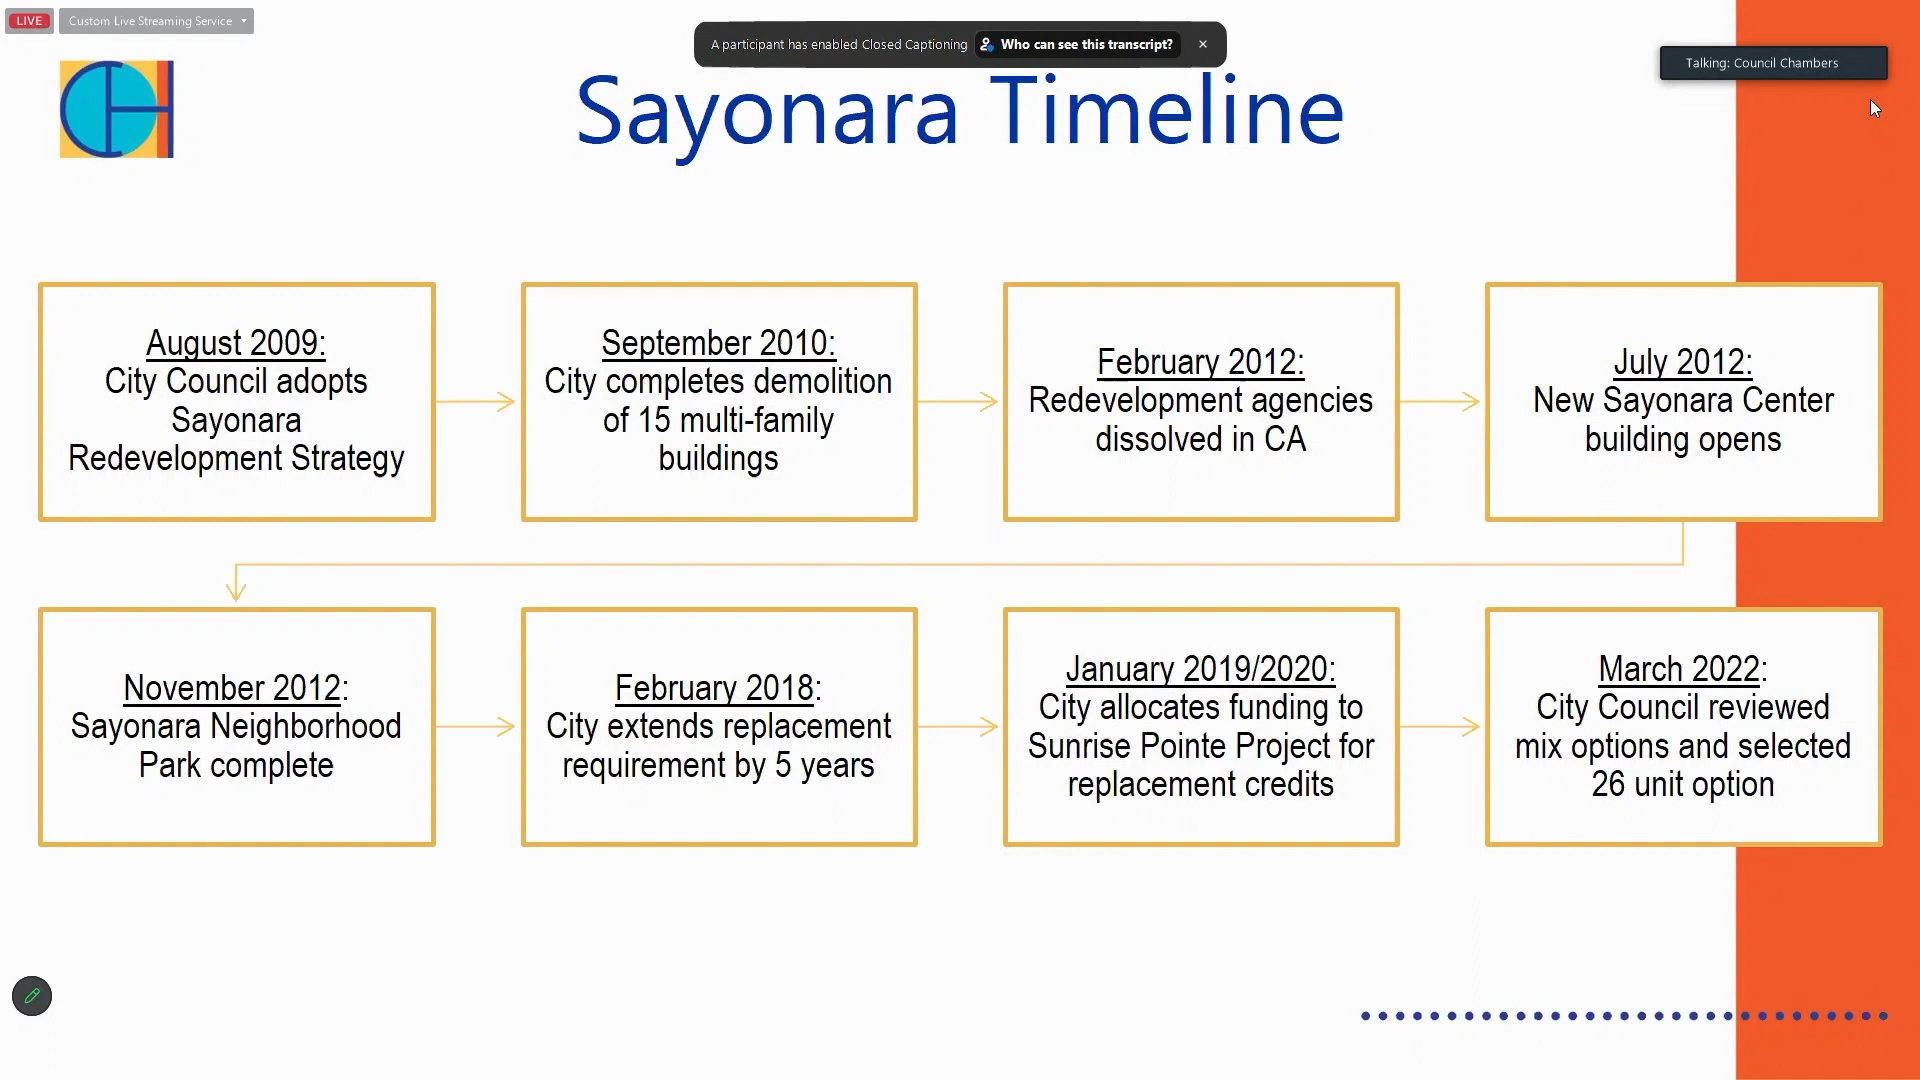 LIVE
Custom Live Streaming Service
A participant has enabled Closed Captioning
Who can see this transcript?
Talking: Council Chambers
CH
Sayonara Timeline
August 2009:
City Council adopts
Sayonara
Redevelopment Strategy
September 2010:
City completes demolition
of 15 multi-family
buildings
February 2012:
Redevelopment agencies
dissolved in CA
July 2012:
New Sayonara Center
building opens
November 2012:
Sayonara Neighborhood
Park complete
February 2018:
City extends replacement
requirement by 5 years
January 2019/2020:
City allocates funding to
Sunrise Pointe Project for
replacement credits
March 2022:
City Council reviewed
mix options and selected
26 unit option